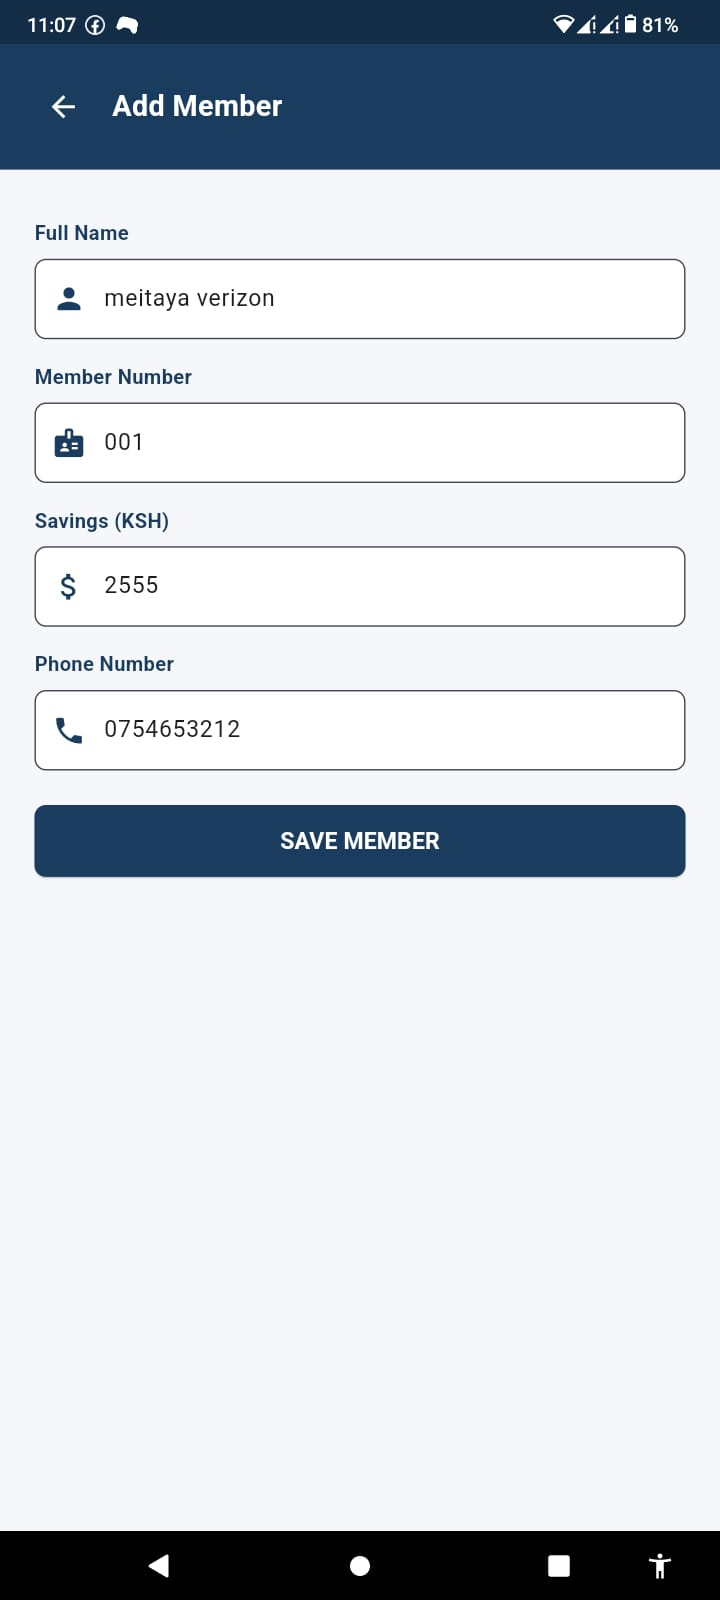 11:07 81%
Add Member
Full Name
meitaya verizon
Member Number
001
Savings (KSH)
$ 2555
Phone Number
0754653212
SAVE MEMBER